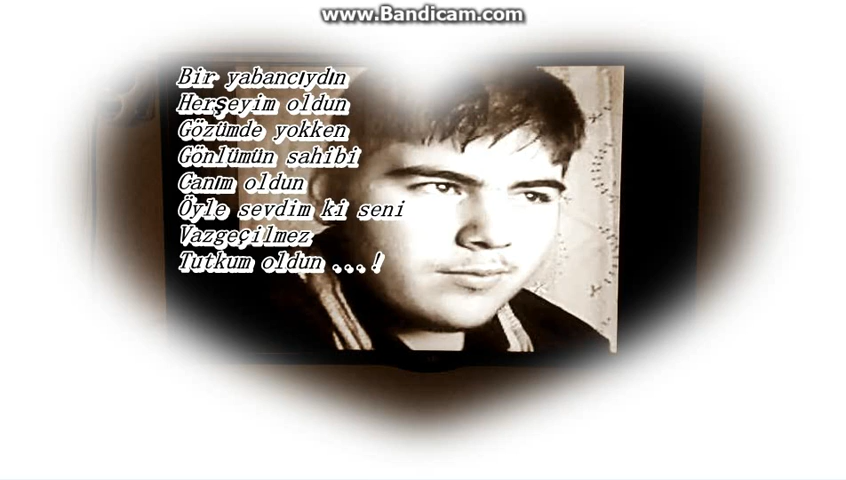 www.Bandicam.com
Bir yabancıydın
Herşeyim oldun
Gözümde yokken
Gönlümün sahibi
Canım oldun
Öyle sevdim ki seni
Vazgeçilmez
Tutkum oldun ...!